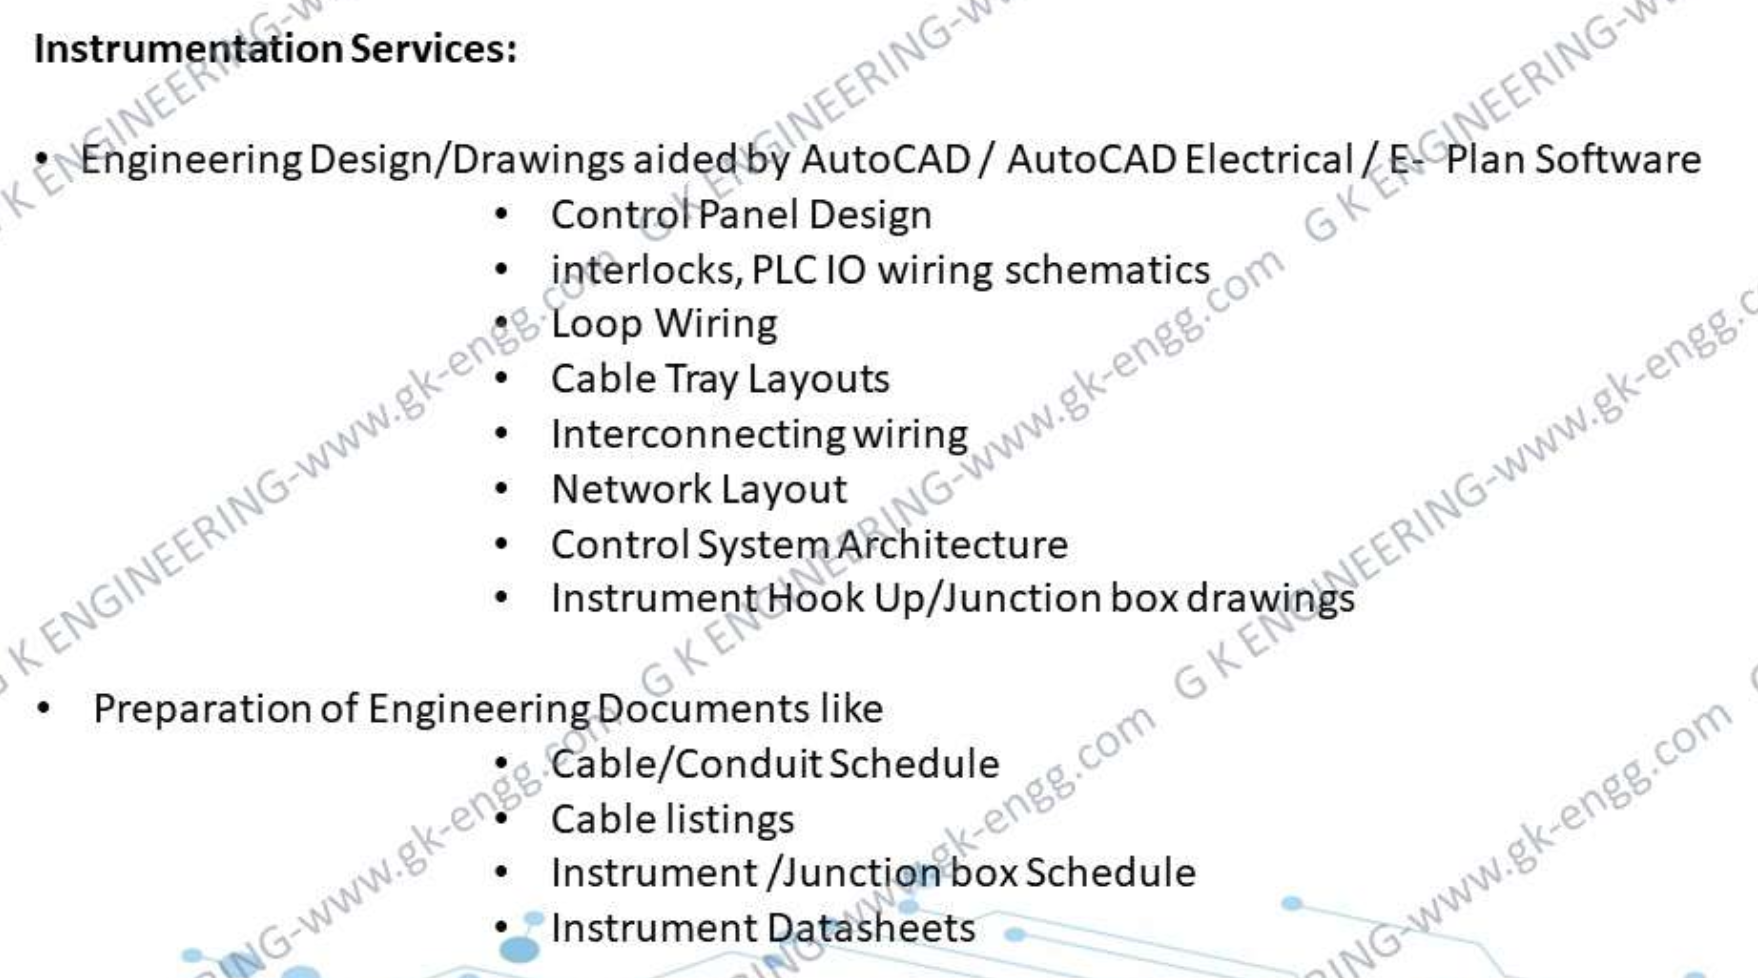 Instrumentation Services:
• Engineering Design/Drawings aided by AutoCAD / AutoCAD Electrical / E- Plan Software
• Control Panel Design
• interlocks, PLC IO wiring schematics
• Loop Wiring
• Cable Tray Layouts
• Interconnecting wiring
• Network Layout
• Control System Architecture
• Instrument Hook Up/Junction box drawings
• Preparation of Engineering Documents like
• Cable/Conduit Schedule
• Cable listings
• Instrument /Junction box Schedule
• Instrument Datasheets
G K ENGINEERING-www.gk-engg.com